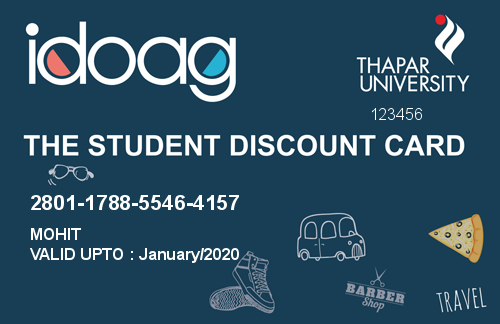 idoag
THAPAR
UNIVERSITY
123456
THE STUDENT DISCOUNT CARD
2801-1788-5546-4157
MOHIT
VALID UPTO : January/2020
BARBER
Shop
TRAVEL